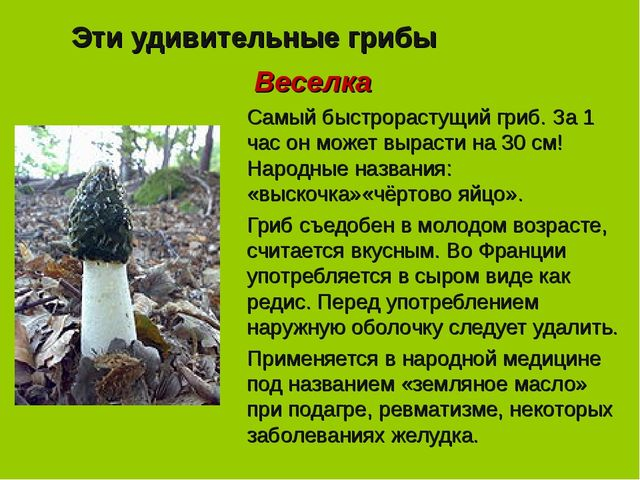 Эти удивительные грибы
Веселка
Самый быстрорастущий гриб. За 1
час он может вырасти на 30 см!
Народные названия:
«выскочка»«чёртово яйцо».
Гриб съедобен в молодом возрасте,
считается вкусным. Во Франции
употребляется в сыром виде как
редис. Перед употреблением
наружную оболочку следует удалить.
Применяется в народной медицине
под названием «земляное масло»
при подагре, ревматизме, некоторых
заболеваниях желудка.